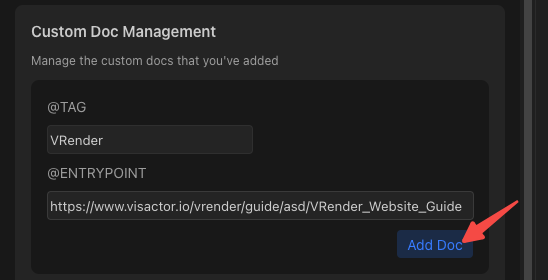 Custom Doc Management
Manage the custom docs that you've added
@TAG
VRender
@ENTRYPOINT
https://www.visactor.io/vrender/guide/asd/VRender_Website_Guide
Add Doc